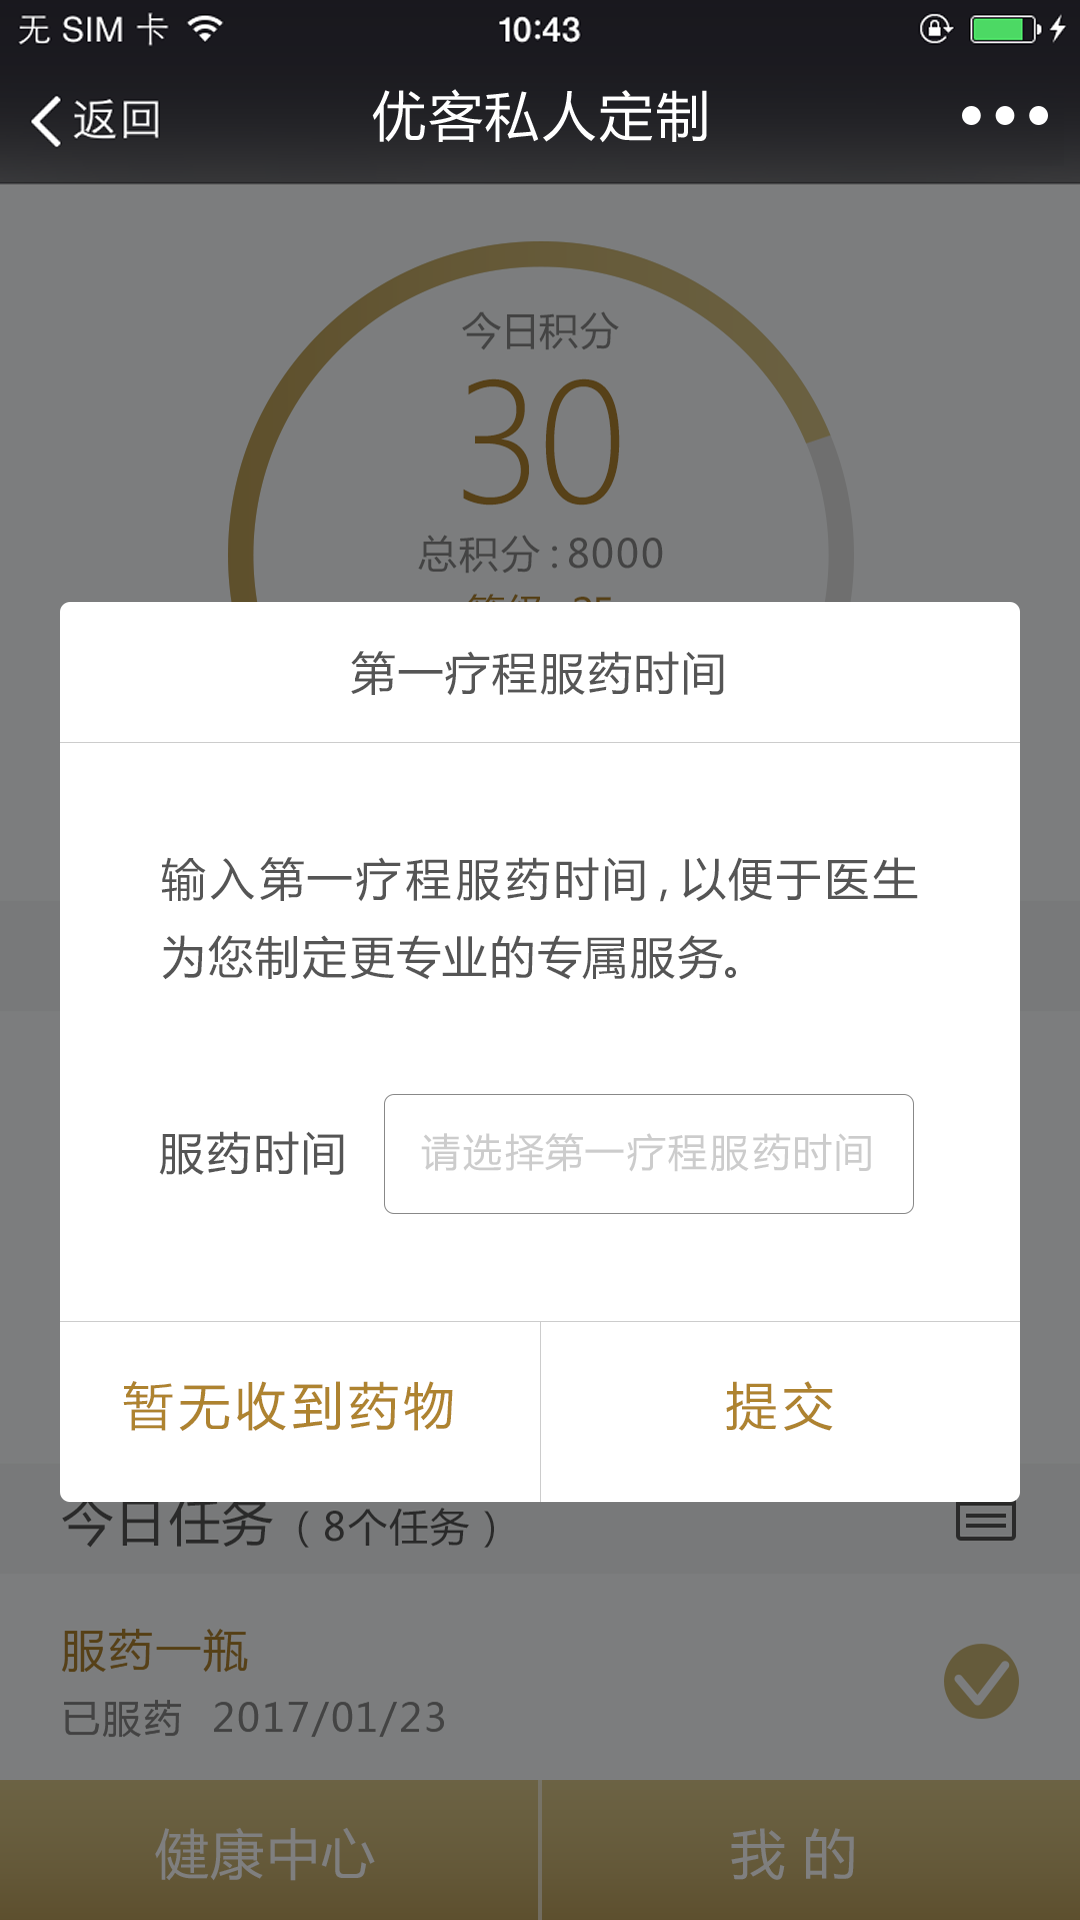 无 SIM 卡
10:43
返回
优客私人定制
今日积分
30
总积分:8000
第一疗程服药时间
输入第一疗程服药时间,以便于医生
为您制定更专业的专属服务。
服药时间
请选择第一疗程服药时间
暂无收到药物
提交
今日任务(8个任务)
服药一瓶
已服药 2017/01/23
健康中心
我的